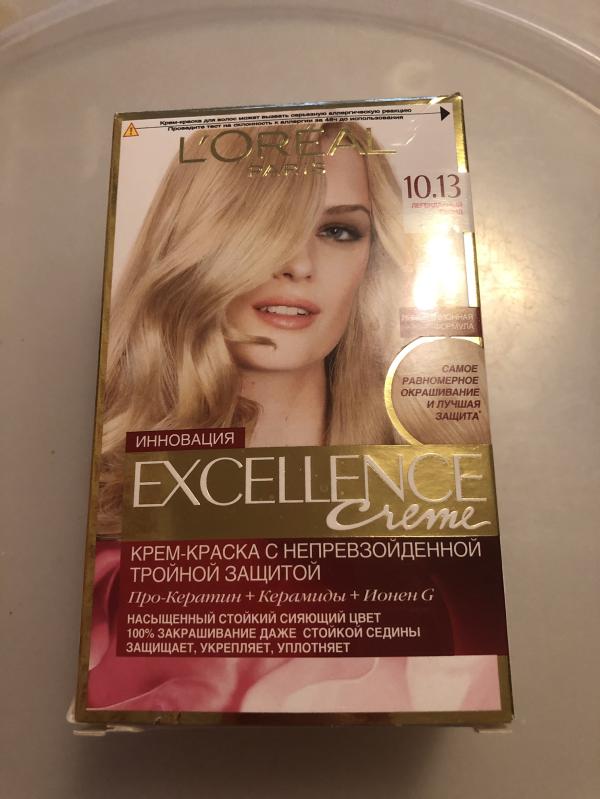 Крем-краска для волос может вызвать серьезную аллергическую реакцию
Проведите тест на склонность к аллергии за 48ч до использования
L'ORÉAL
PARIS
10.13
ЛЕГЕНДАРНЫЙ
ФОРМУЛА
САМОЕ
РАВНОМЕРНОЕ
ОКРАШИВАНИЕ
И ЛУЧШАЯ
ЗАЩИТА*
ИННОВАЦИЯ
EXCELLENCE
Creme
КРЕМ-КРАСКА С НЕПРЕВЗОЙДЕННОЙ
ТРОЙНОЙ ЗАЩИТОЙ
Про-Кератин + Керамиды + Ионен G
НАСЫЩЕННЫЙ СТОЙКИЙ СИЯЮЩИЙ ЦВЕТ
100% ЗАКРАШИВАНИЕ ДАЖЕ СТОЙКОЙ СЕДИНЫ
ЗАЩИЩАЕТ, УКРЕПЛЯЕТ, УПЛОТНЯЕТ